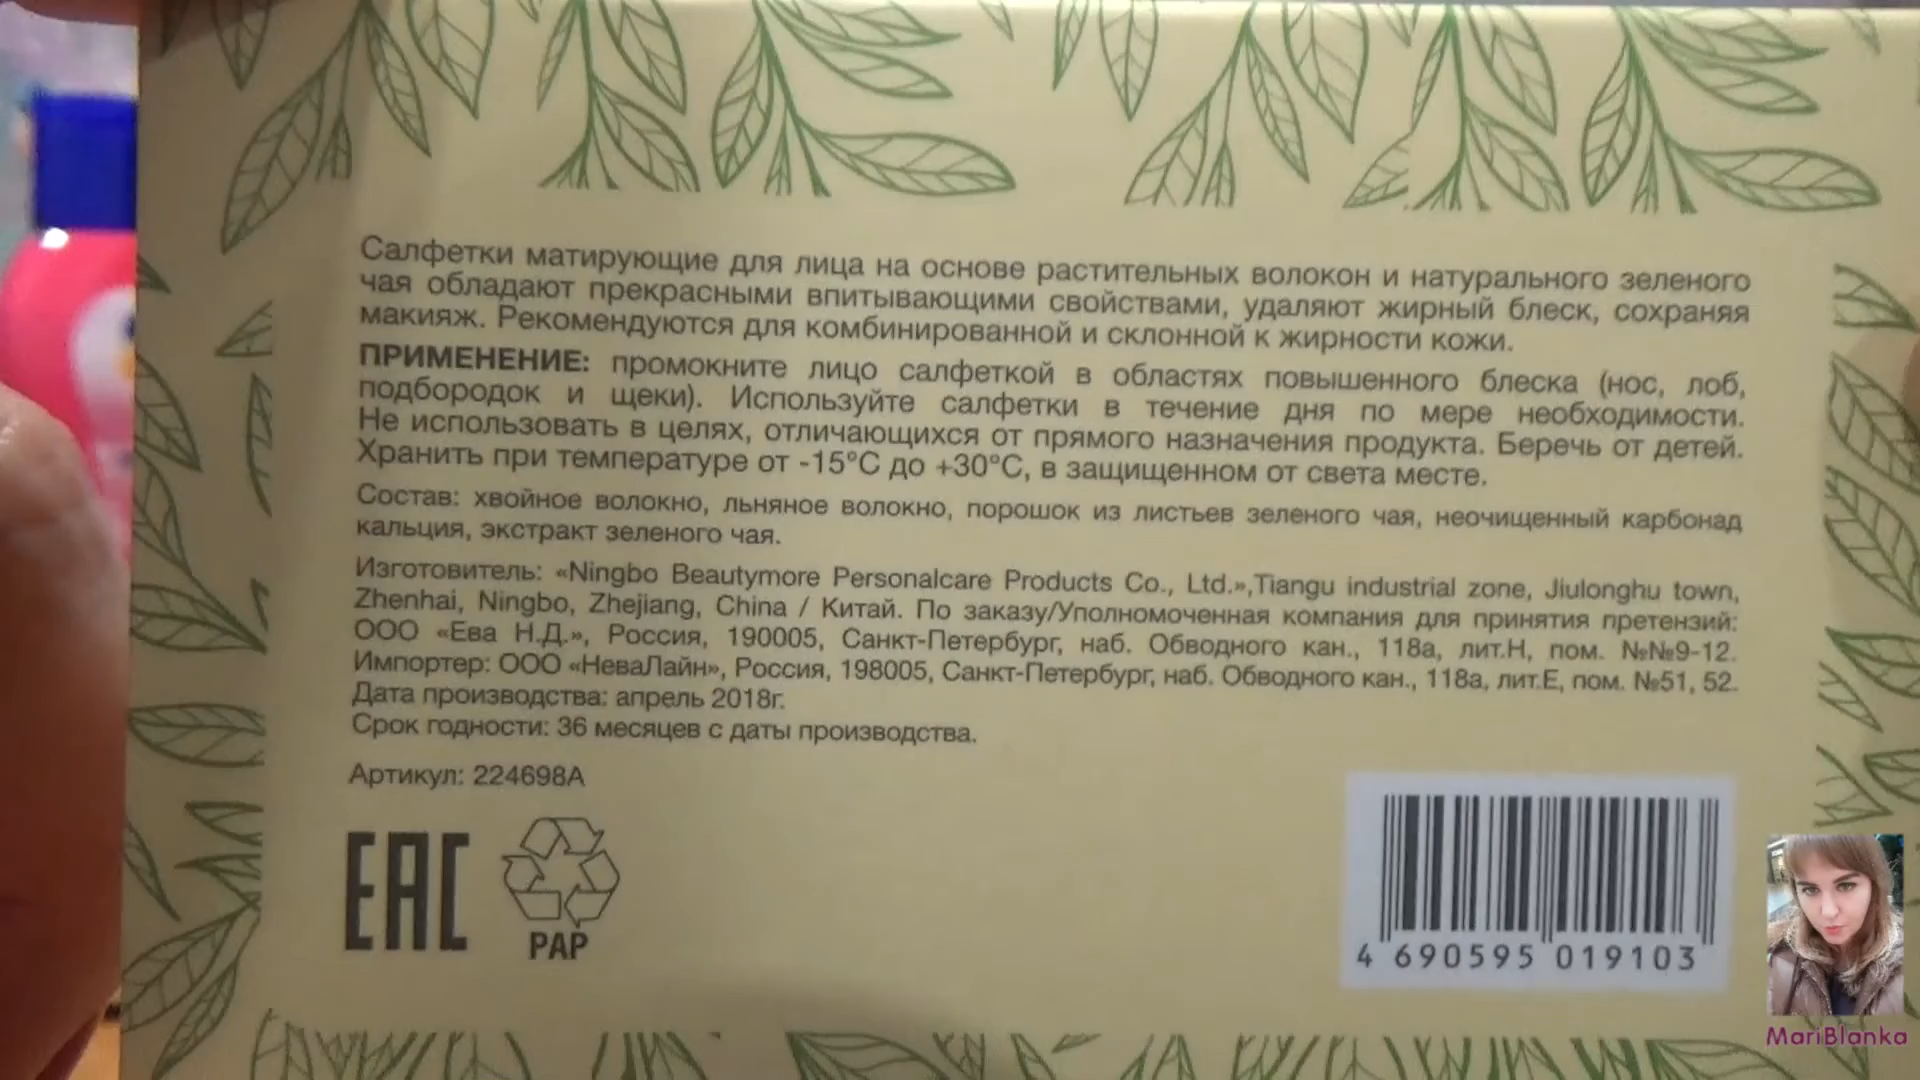 Салфетки матирующие для лица на основе растительных волокон и натурального зеленого
чая обладают прекрасными впитывающими свойствами, удаляют жирный блеск, сохраняя
макияж. Рекомендуются для комбинированной и склонной к жирности кожи.
ПРИМЕНЕНИЕ: промокните лицо салфеткой в областях повышенного блеска (нос, лоб,
подбородок и щеки). Используйте салфетки в течение дня по мере необходимости.
Не использовать в целях, отличающихся от прямого назначения продукта. Беречь от детей.
Хранить при температуре от -15°C до +30°C, в защищенном от света месте.
Состав: хвойное волокно, льняное волокно, порошок из листьев зеленого чая, неочищенный карбонад
кальция, экстракт зеленого чая.
Изготовитель: «Ningbo Beautymore Personalcare Products Co., Ltd.»,Tiangu industrial zone, Jiulonghu town,
Zhenhai, Ningbo, Zhejiang, China / Китай. По заказу/Уполномоченная компания для принятия претензий:
ООО «Ева Н.Д.», Россия, 190005, Санкт-Петербург, наб. Обводного кан., 118а, лит.Н, пом. №№9-12.
Импортер: ООО «НеваЛайн», Россия, 198005, Санкт-Петербург, наб. Обводного кан., 118а, лит.Е, пом. №51, 52.
Дата производства: апрель 2018г.
Срок годности: 36 месяцев с даты производства.
Артикул: 224698А
EAC
PAP
4 690595 019103
MariBlanka